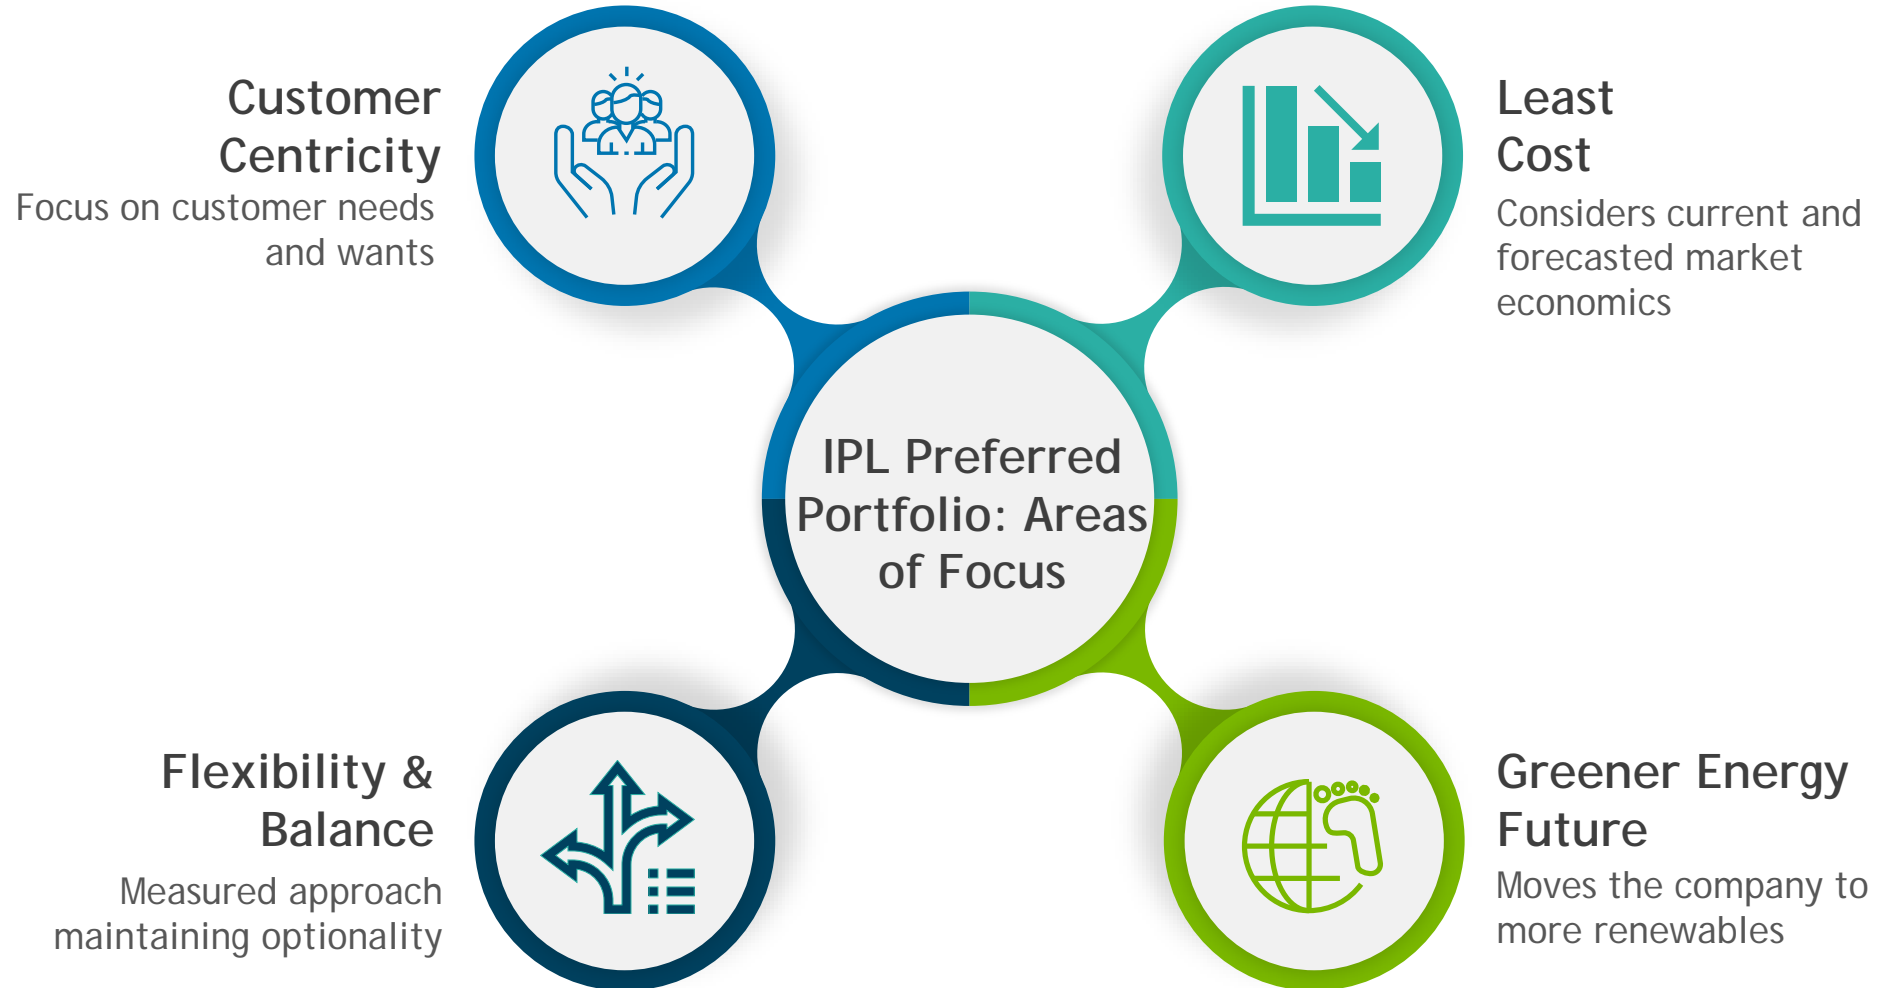 Customer
Centricity
Focus on customer needs
and wants
Least
Cost
Considers current and
forecasted market
economics
IPL Preferred
Portfolio: Areas
of Focus
Flexibility &
Balance
Measured approach
maintaining optionality
Greener Energy
Future
Moves the company to
more renewables